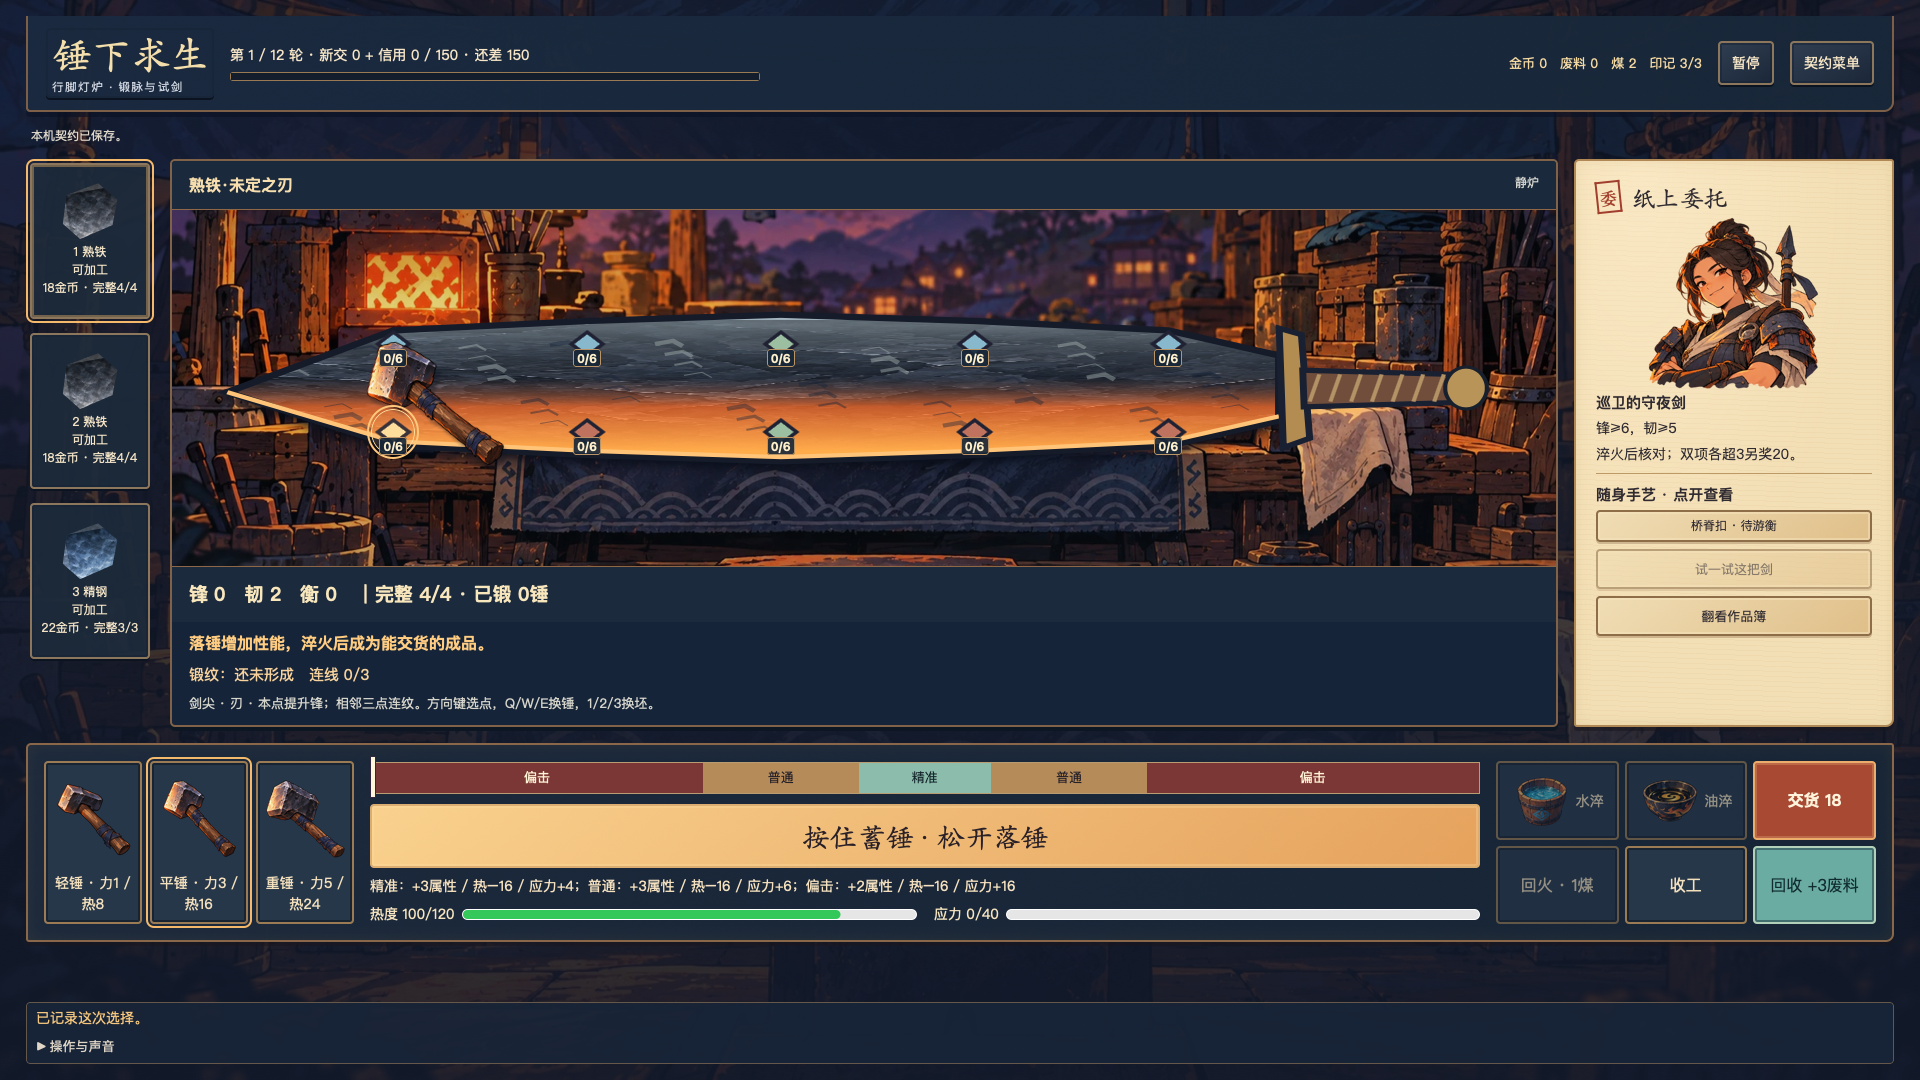 锤下求生
行脚灯炉 · 锻脉与试剑
第 1 / 12 轮 · 新交 0 + 信用 0 / 150 · 还差 150
金币 0 废料 0 煤 2 印记 3/3
暂停
契约菜单
本机契约已保存。
1 熟铁
可加工
18金币 · 完整4/4
2 熟铁
可加工
18金币 · 完整4/4
3 精钢
可加工
22金币 · 完整3/3
熟铁·未定之刃
静炉
0/6
0/6
0/6
0/6
0/6
0/6
0/6
0/6
0/6
0/6
锋 0 韧 2 衡 0 | 完整 4/4 · 已锻 0锤
落锤增加性能，淬火后成为能交货的成品。
锻纹：还未形成 连线 0/3
剑尖 · 刃 · 本点提升锋；相邻三点连纹。方向键选点，Q/W/E换锤，1/2/3换坯。
委
纸上委托
巡卫的守夜剑
锋≥6，韧≥5
淬火后核对；双项各超3另奖20。
随身手艺 · 点开查看
桥脊扣 · 待游衡
试一试这把剑
翻看作品簿
轻锤 · 力1 /
热8
平锤 · 力3 /
热16
重锤 · 力5 /
热24
偏击
普通
精准
普通
偏击
按住蓄锤 · 松开落锤
精准：+3属性 / 热−16 / 应力+4；普通：+3属性 / 热−16 / 应力+6；偏击：+2属性 / 热−16 / 应力+16
热度 100/120
应力 0/40
水淬
油淬
交货 18
回火 · 1煤
收工
回收 +3废料
已记录这次选择。
▶ 操作与声音